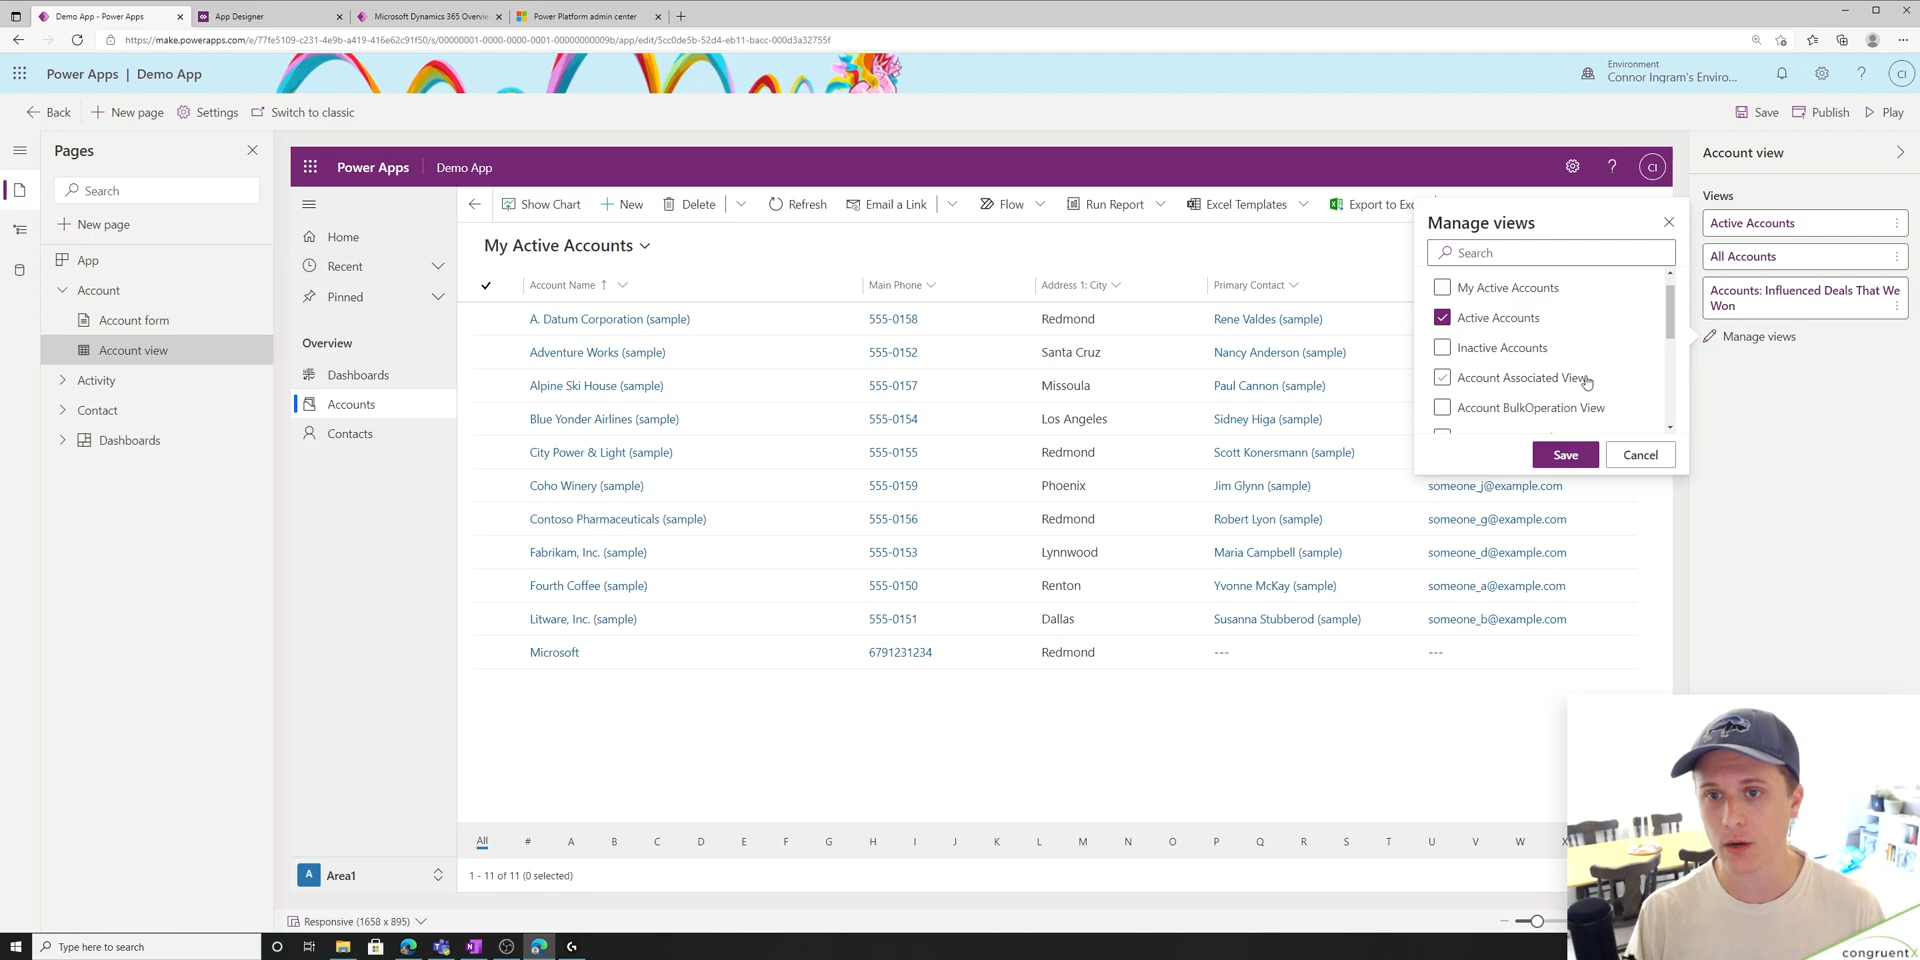 Demo App - Power Apps
App Designer
Microsoft Dynamics 365 Overvie
Power Platform admin center
https://make.powerapps.com/e/77fe5109-c231-4e9b-a419-416e62c91f50/s/00000001-0000-0000-0001-00000000009b/app/edit/5cc0de5b-52d4-eb11-bacc-000d3a32755f
Power Apps | Demo App
Environment
Connor Ingram's Enviro...
CI
Back
New page
Settings
Switch to classic
Save
Publish
Play
Pages
Search
New page
App
Account
Account form
Account view
Activity
Contact
Dashboards
Power Apps
Demo App
CI
Show Chart
New
Delete
Refresh
Email a Link
Flow
Run Report
Excel Templates
Export to Exc
Home
Recent
Pinned
Overview
Dashboards
Accounts
Contacts
A
Area1
My Active Accounts
Account Name Main Phone Address 1: City Primary Contact
A. Datum Corporation (sample) 555-0158 Redmond Rene Valdes (sample)
Adventure Works (sample) 555-0152 Santa Cruz Nancy Anderson (sample)
Alpine Ski House (sample) 555-0157 Missoula Paul Cannon (sample)
Blue Yonder Airlines (sample) 555-0154 Los Angeles Sidney Higa (sample)
City Power & Light (sample) 555-0155 Redmond Scott Konersmann (sample)
Coho Winery (sample) 555-0159 Phoenix Jim Glynn (sample) someone_j@example.com
Contoso Pharmaceuticals (sample) 555-0156 Redmond Robert Lyon (sample) someone_g@example.com
Fabrikam, Inc. (sample) 555-0153 Lynnwood Maria Campbell (sample) someone_d@example.com
Fourth Coffee (sample) 555-0150 Renton Yvonne McKay (sample) someone_a@example.com
Litware, Inc. (sample) 555-0151 Dallas Susanna Stubberod (sample) someone_b@example.com
Microsoft 6791231234 Redmond --- ---
All # A B C D E F G H I J K L M N O P Q R S T U V W X
1 - 11 of 11 (0 selected)
Responsive (1658 x 895)
Manage views
Search
My Active Accounts
Active Accounts
Inactive Accounts
Account Associated View
Account BulkOperation View
Save
Cancel
Account view
Views
Active Accounts
All Accounts
Accounts: Influenced Deals That We
Won
Manage views
Type here to search
congruentX